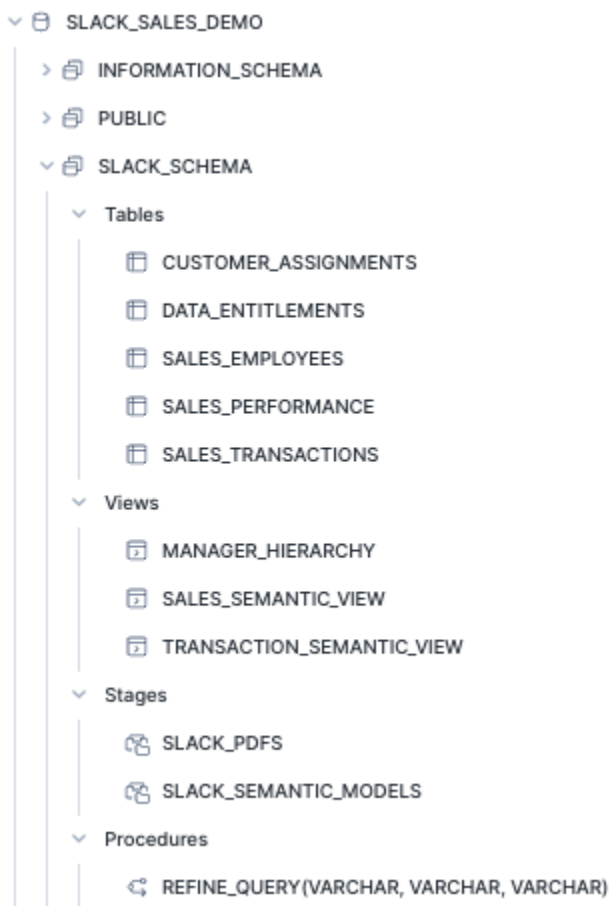 SLACK_SALES_DEMO
INFORMATION_SCHEMA
PUBLIC
SLACK_SCHEMA
Tables
CUSTOMER_ASSIGNMENTS
DATA_ENTITLEMENTS
SALES_EMPLOYEES
SALES_PERFORMANCE
SALES_TRANSACTIONS
Views
MANAGER_HIERARCHY
SALES_SEMANTIC_VIEW
TRANSACTION_SEMANTIC_VIEW
Stages
SLACK_PDFS
SLACK_SEMANTIC_MODELS
Procedures
REFINE_QUERY(VARCHAR, VARCHAR, VARCHAR)